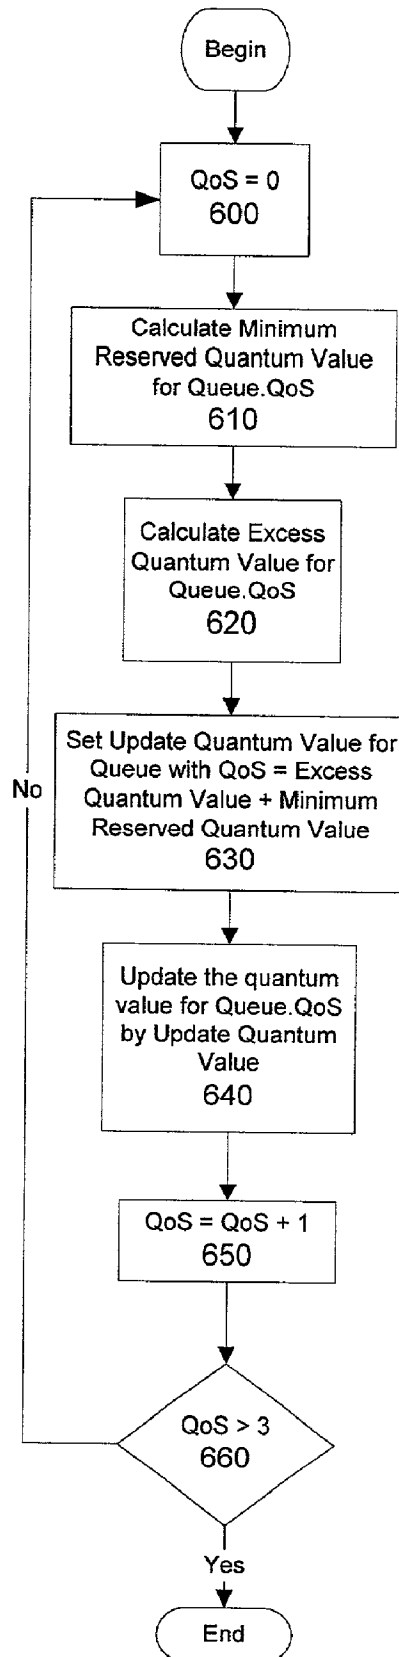 Begin
QoS = 0
600
Calculate Minimum
Reserved Quantum Value
for Queue.QoS
610
Calculate Excess
Quantum Value for
Queue.QoS
620
Set Update Quantum Value for
Queue with QoS = Excess
Quantum Value + Minimum
Reserved Quantum Value
630
No
Update the quantum
value for Queue.QoS
by Update Quantum
Value
640
QoS = QoS + 1
650
QoS > 3
660
Yes
End